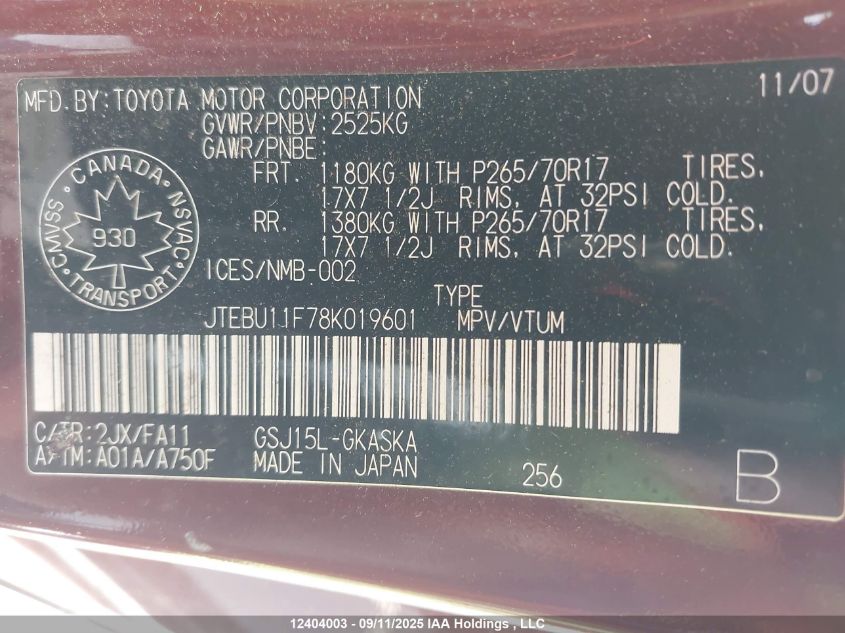 MFD. BY: TOYOTA MOTOR CORPORATION 11/07
GVWR/PNBV: 2525KG
GAWR/PNBE:
FRT. 1180KG WITH P265/70R17 TIRES,
17X7 1/2J RIMS, AT 32PSI COLD.
RR. 1380KG WITH P265/70R17 TIRES,
17X7 1/2J RIMS, AT 32PSI COLD.
CANADA
CMVSS 930 NSVAC
TRANSPORT
ICES/NMB-002
TYPE
JTEBU11F78K019601 MPV/VTUM
C/TR: 2JX/FA11 GSJ15L-GKASKA
A/TM: A01A/A750F MADE IN JAPAN 256 B
12404003 - 09/11/2025 IAA Holdings , LLC